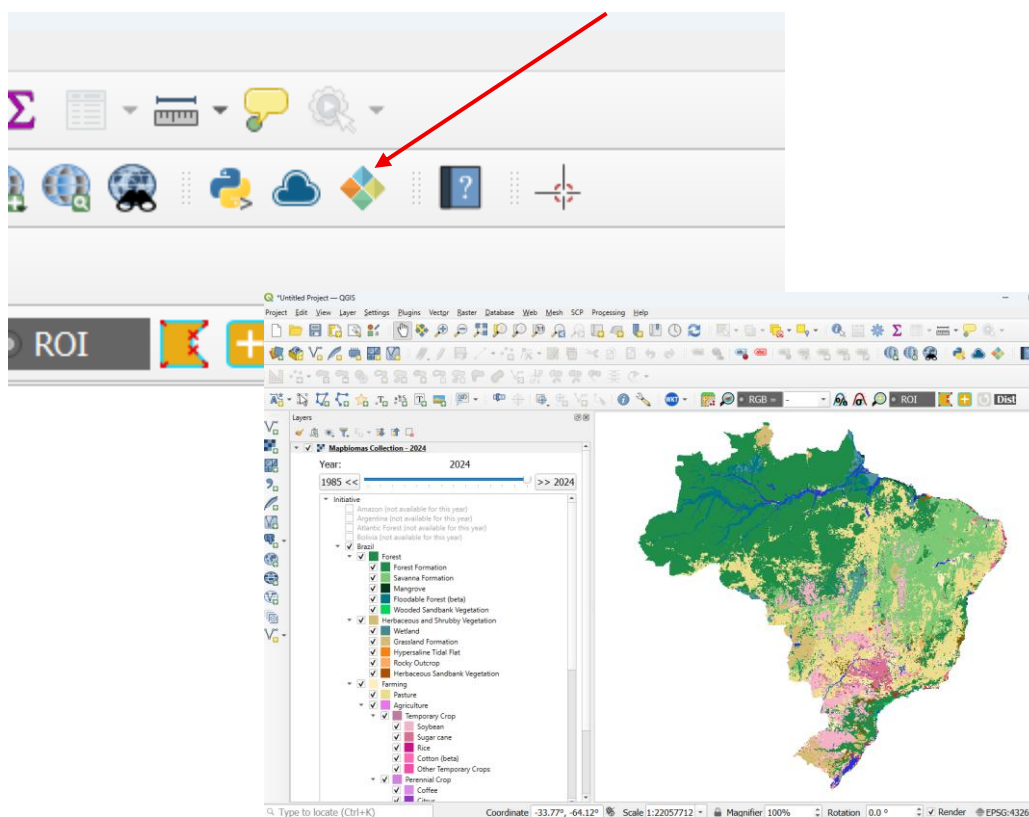 Σ
?
ROI
*Untitled Project — QGIS
Project Edit View Layer Settings Plugins Vector Raster Database Web Mesh SCP Processing Help
RGB = - ROI Dist
Layers
Mapbiomas Collection - 2024
Year: 2024
1985 << >> 2024
Initiative
Amazon (not available for this year)
Argentina (not available for this year)
Atlantic Forest (not available for this year)
Bolivia (not available for this year)
Brazil
Forest
Forest Formation
Savanna Formation
Mangrove
Floodable Forest (beta)
Wooded Sandbank Vegetation
Herbaceous and Shrubby Vegetation
Wetland
Grassland Formation
Hypersaline Tidal Flat
Rocky Outcrop
Herbaceous Sandbank Vegetation
Farming
Pasture
Agriculture
Temporary Crop
Soybean
Sugar cane
Rice
Cotton (beta)
Other Temporary Crops
Perennial Crop
Coffee
Citrus
Type to locate (Ctrl+K) Coordinate -33.77°, -64.12° Scale 1:22057712 Magnifier 100% Rotation 0.0 ° Render EPSG:4326